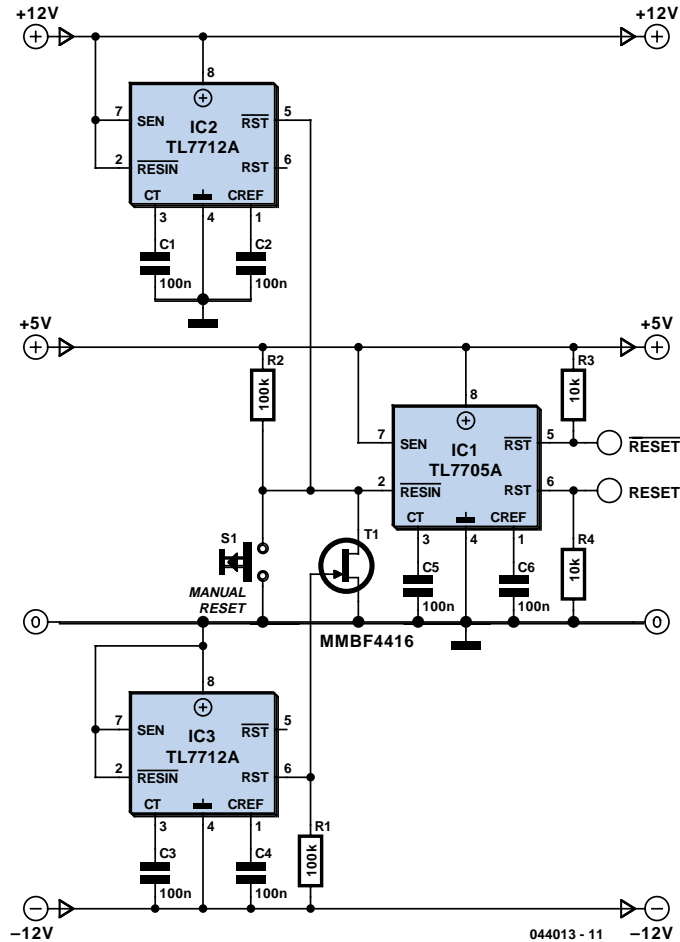 +12V +12V
8
7 SEN RST 5
IC2
TL7712A
2 RESIN RST 6
CT CREF
3 4 1
C1 C2
100n 100n
+5V +5V
R2 R3
100k 10k
8
7 SEN RST 5 RESET
IC1
TL7705A
2 RESIN RST 6 RESET
CT CREF
S1 T1 3 4 1 R4
C5 C6 10k
MANUAL
RESET
100n 100n
0 0
MMBF4416
8
7 SEN RST 5
IC3
TL7712A
2 RESIN RST 6
CT CREF
3 4 1 R1
C3 C4 100k
100n 100n
–12V 044013 - 11 –12V